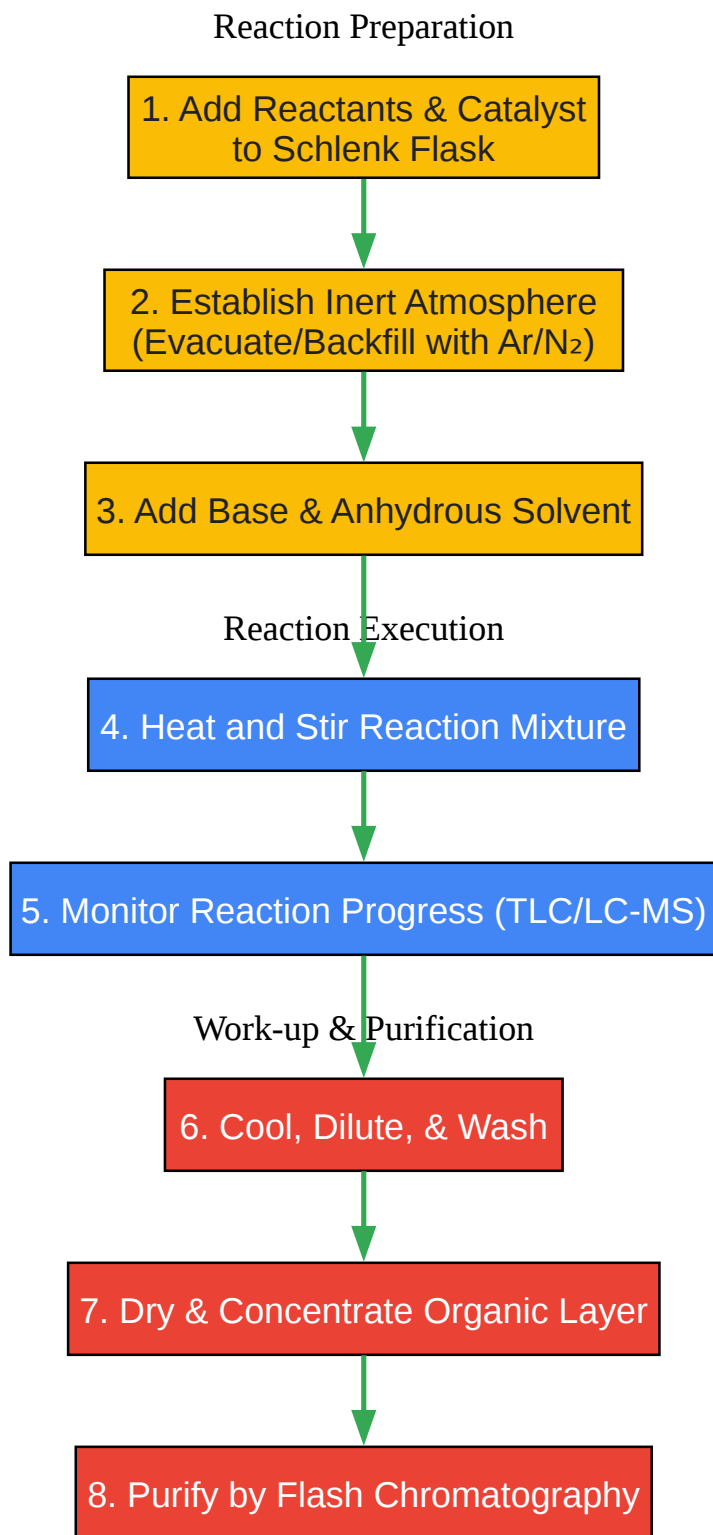 Reaction Preparation
1. Add Reactants & Catalyst
to Schlenk Flask
2. Establish Inert Atmosphere
(Evacuate/Backfill with Ar/N₂)
3. Add Base & Anhydrous Solvent
Reaction Execution
4. Heat and Stir Reaction Mixture
5. Monitor Reaction Progress (TLC/LC-MS)
Work-up & Purification
6. Cool, Dilute, & Wash
7. Dry & Concentrate Organic Layer
8. Purify by Flash Chromatography